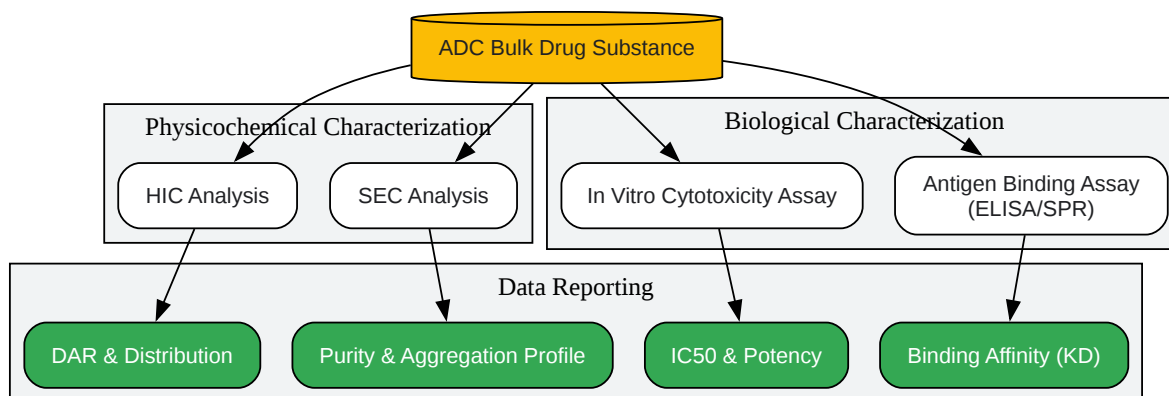 ADC Bulk Drug Substance
Physicochemical Characterization
Biological Characterization
HIC Analysis
SEC Analysis
In Vitro Cytotoxicity Assay
Antigen Binding Assay
(ELISA/SPR)
Data Reporting
DAR & Distribution
Purity & Aggregation Profile
IC50 & Potency
Binding Affinity (KD)